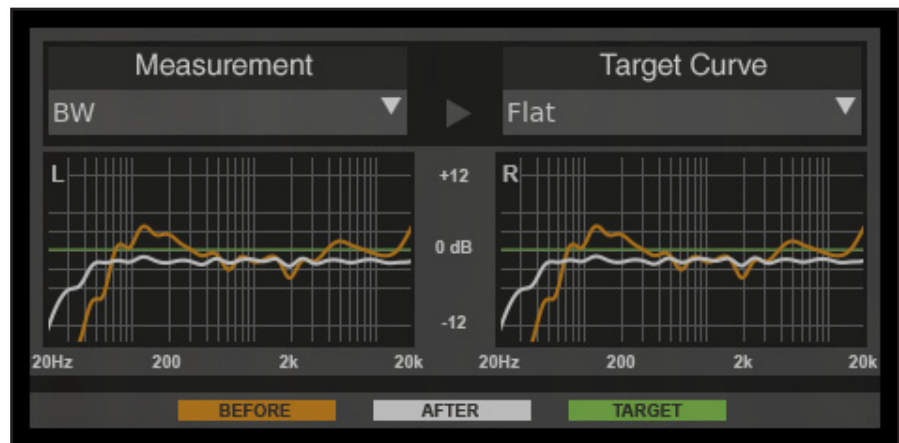 Measurement
Target Curve
BW
Flat
L
+12
R
0 dB
-12
20Hz 200 2k 20k
20Hz 200 2k 20k
BEFORE AFTER TARGET